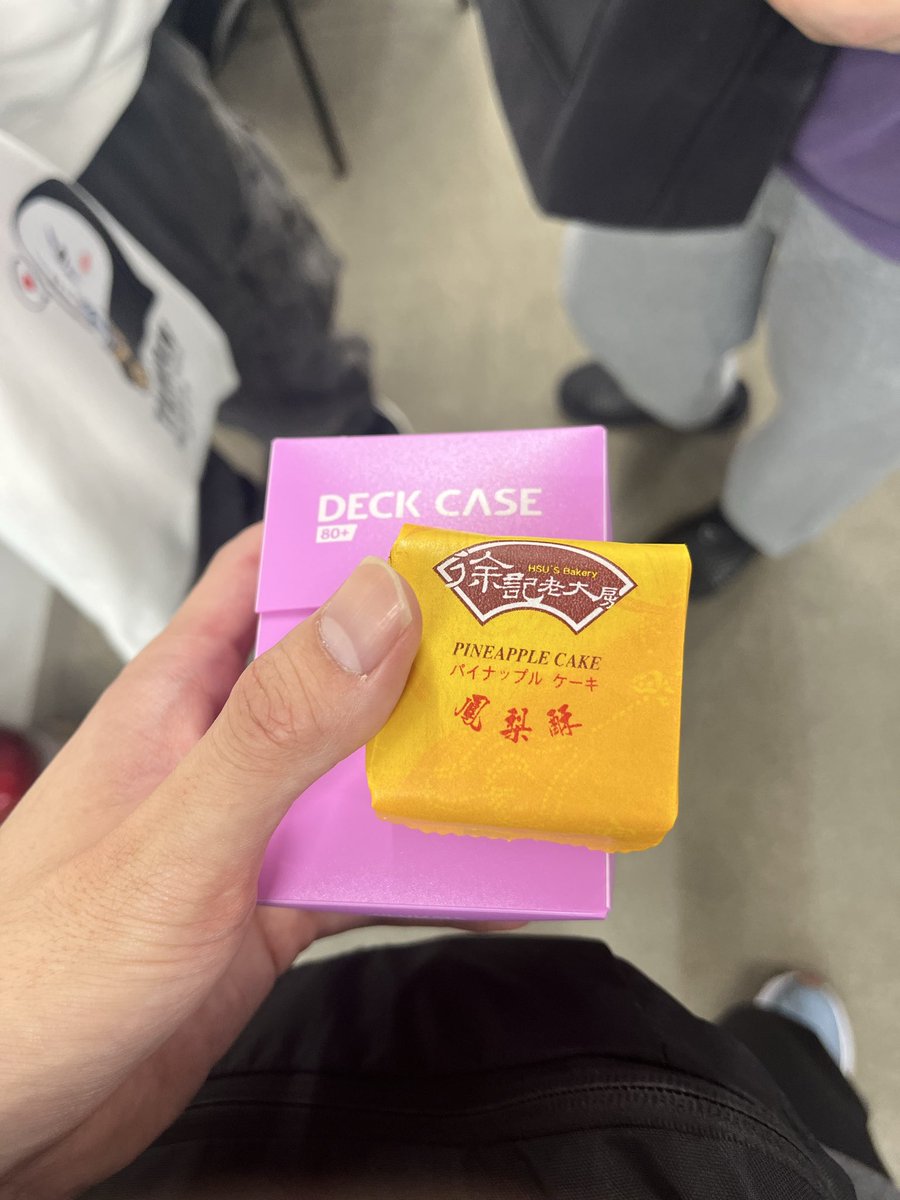 DECK CASE
80+
HSU'S Bakery
徐記老大房
PINEAPPLE CAKE
パイナップル ケーキ
鳳梨酥